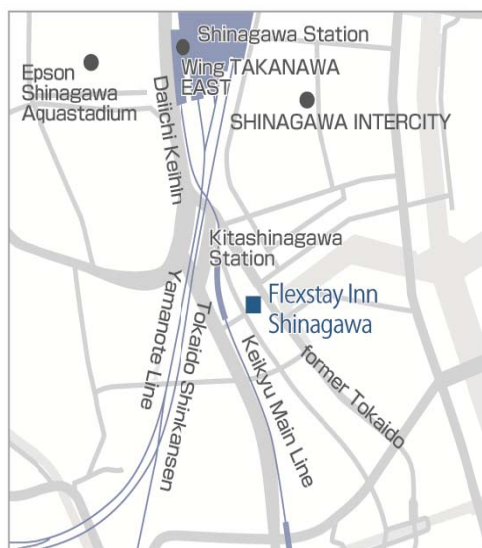 Shinagawa Station
Epson
Shinagawa
Aquastadium
Wing TAKANAWA
EAST
SHINAGAWA INTERCITY
Daiichi Keihin
Kitashinagawa
Station
Flexstay Inn
Shinagawa
Yamanote Line
Tokaido Shinkansen
Keikyu Main Line
former Tokaido